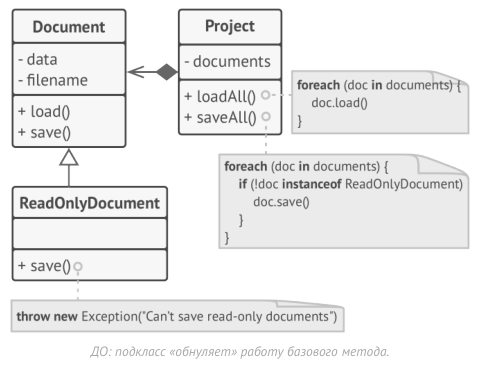 Document
- data
- filename
+ load()
+ save()
Project
- documents
+ loadAll()
+ saveAll()
foreach (doc in documents) {
doc.load()
}
foreach (doc in documents) {
if (!doc instanceof ReadOnlyDocument)
doc.save()
}
}
ReadOnlyDocument
+ save()
throw new Exception("Can't save read-only documents")
ДО: подкласс «обнуляет» работу базового метода.